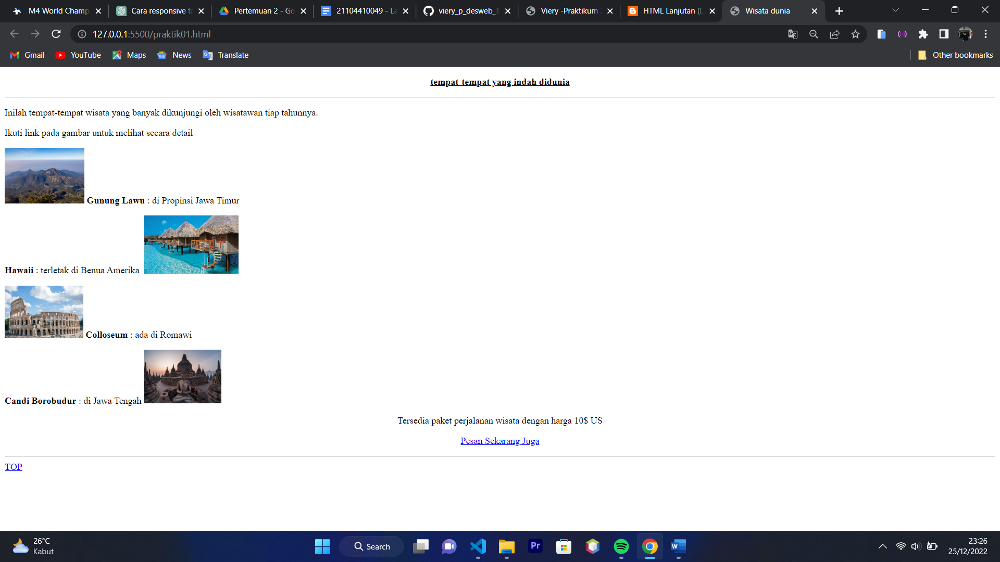 M4 World Champ
Cara responsive ta
Pertemuan 2 - Go
21104410049 - La
viery_p_desweb_T
Viery -Praktikum
HTML Lanjutan (L
Wisata dunia
127.0.0.1:5500/praktik01.html
Gmail
YouTube
Maps
News
Translate
Other bookmarks
tempat-tempat yang indah didunia
Inilah tempat-tempat wisata yang banyak dikunjungi oleh wisatawan tiap tahunnya.
Ikuti link pada gambar untuk melihat secara detail
Gunung Lawu : di Propinsi Jawa Timur
Hawaii : terletak di Benua Amerika
Colloseum : ada di Romawi
Candi Borobudur : di Jawa Tengah
Tersedia paket perjalanan wisata dengan harga 10$ US
Pesan Sekarang Juga
TOP
26°C
Kabut
Search
Pr
W
23:26
25/12/2022